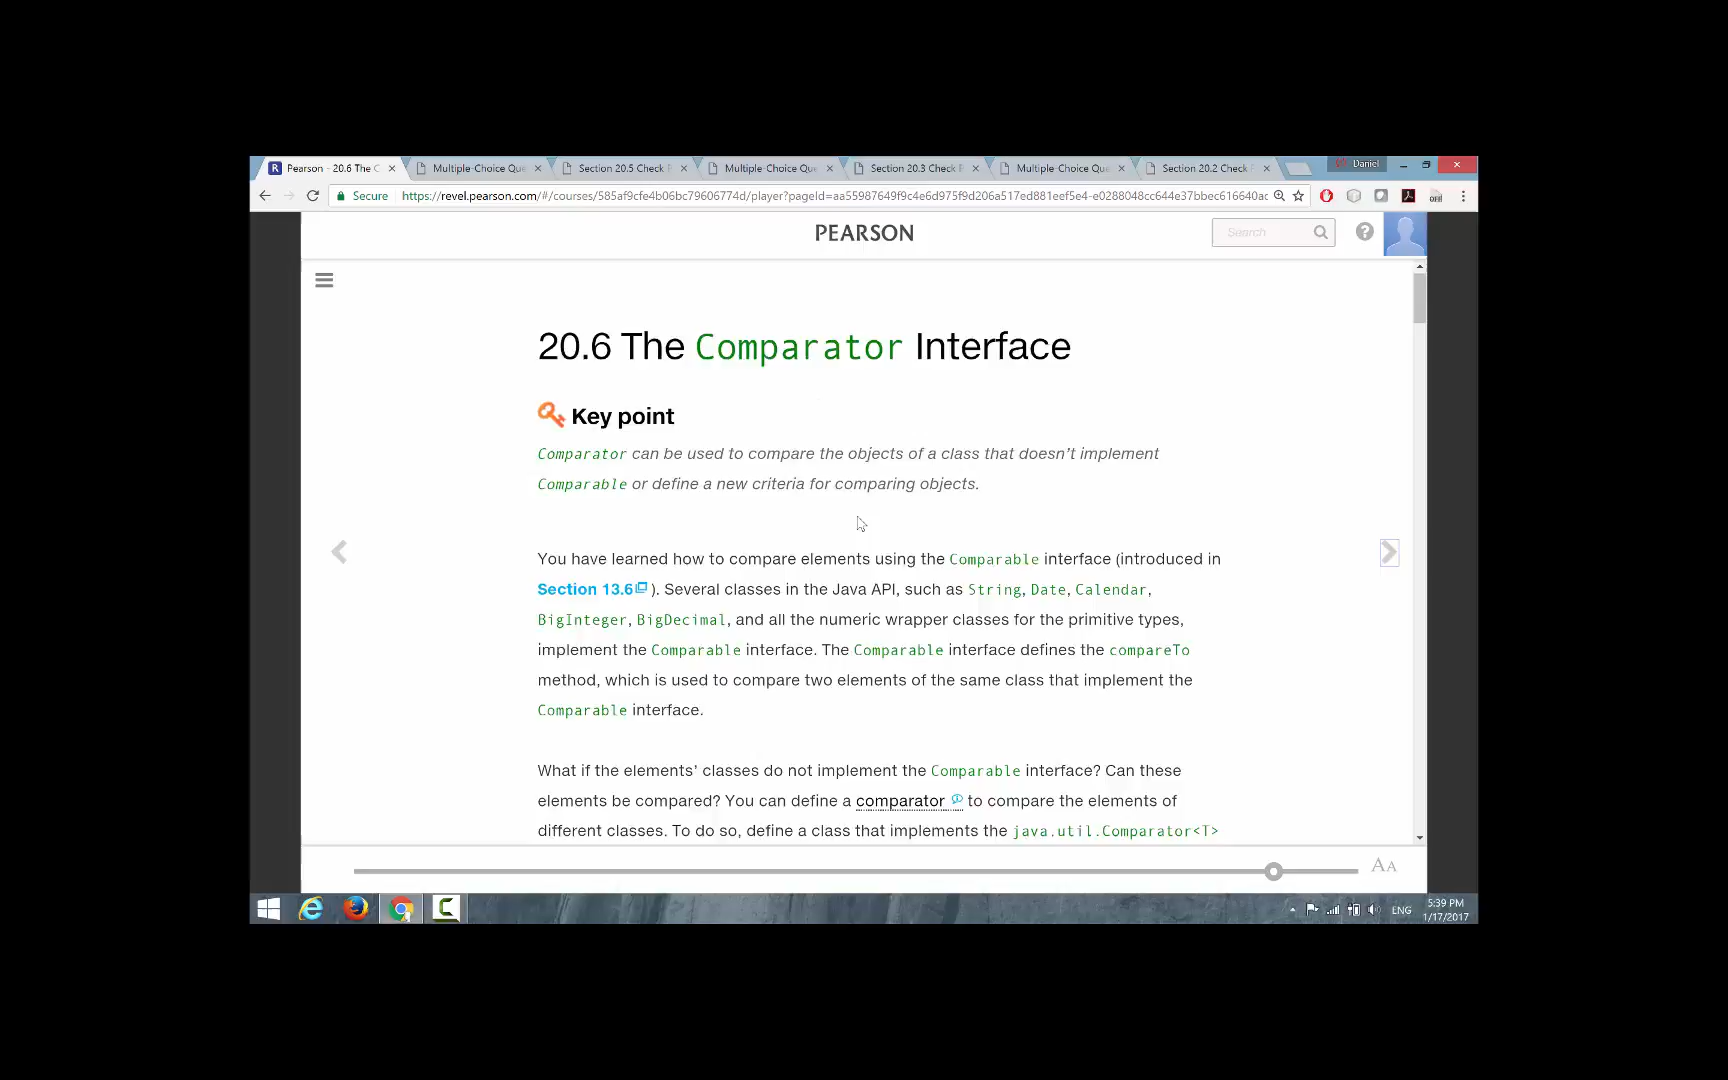 Pearson - 20.6 The C
Multiple-Choice Que
Section 20.5 Check P
Multiple-Choice Que
Section 20.3 Check P
Multiple-Choice Que
Section 20.2 Check P
Daniel
Secure
https://revel.pearson.com/#/courses/585af9cfe4b06bc79606774d/player?pageId=aa55987649f9c4e6d975f9d206a517ed881eef5e4-e0288048cc644e37bbec616640ac
PEARSON
Search
20.6 The Comparator Interface
Key point
Comparator can be used to compare the objects of a class that doesn’t implement
Comparable or define a new criteria for comparing objects.
You have learned how to compare elements using the Comparable interface (introduced in
Section 13.6 ). Several classes in the Java API, such as String, Date, Calendar,
BigInteger, BigDecimal, and all the numeric wrapper classes for the primitive types,
implement the Comparable interface. The Comparable interface defines the compareTo
method, which is used to compare two elements of the same class that implement the
Comparable interface.
What if the elements’ classes do not implement the Comparable interface? Can these
elements be compared? You can define a comparator to compare the elements of
different classes. To do so, define a class that implements the java.util.Comparator<T>
AA
ENG
5:39 PM
1/17/2017